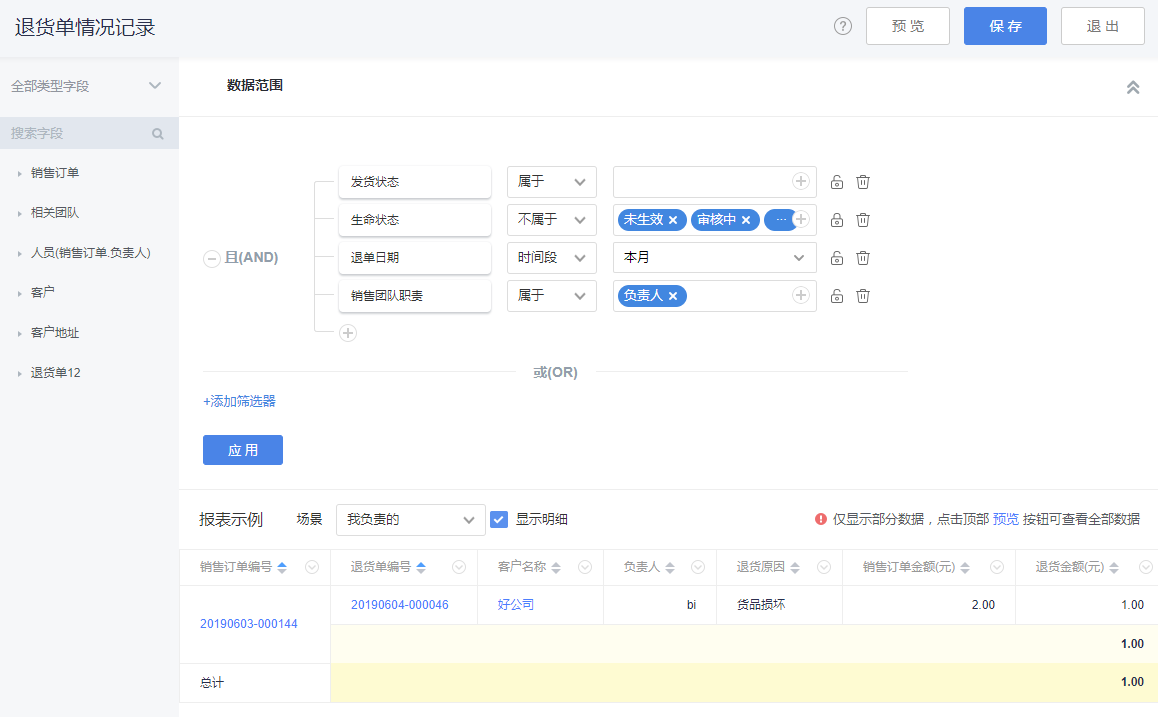 退货单情况记录
? 预 览 保 存 退 出
全部类型字段
搜索字段
销售订单
相关团队
人员(销售订单.负责人)
客户
客户地址
退货单12
数据范围
且(AND)
发货状态 属于
生命状态 不属于 未生效 × 审核中 × ...
退单日期 时间段 本月
销售团队职责 属于 负责人 ×
或(OR)
+添加筛选器
应 用
报表示例 场景 我负责的 显示明细 仅显示部分数据，点击顶部 预览 按钮可查看全部数据
销售订单编号 退货单编号 客户名称 负责人 退货原因 销售订单金额(元) 退货金额(元)
20190603-000144 20190604-000046 好公司 bi 货品损坏 2.00 1.00
1.00
总计 1.00